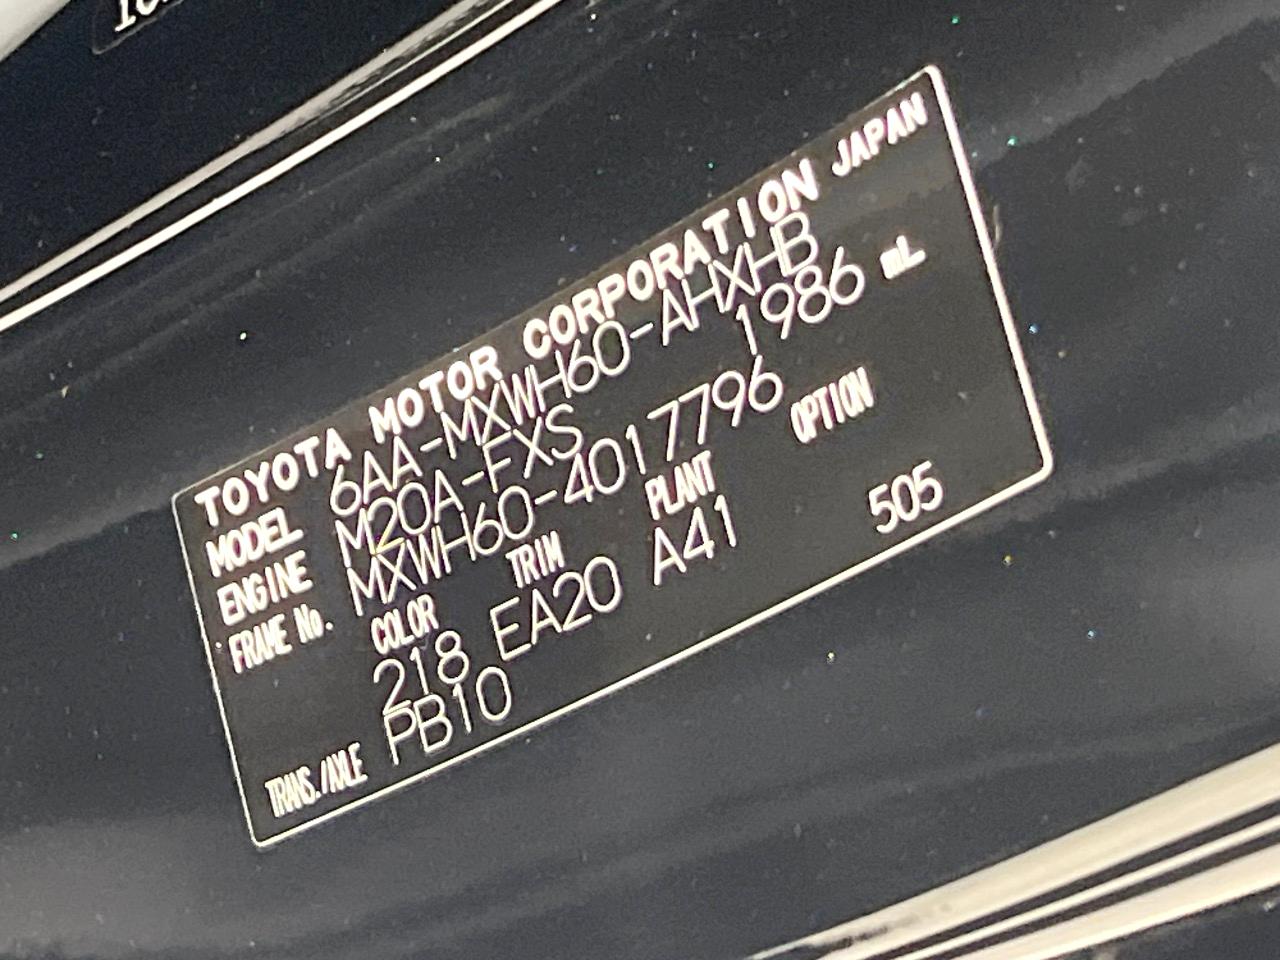 TOYOTA MOTOR CORPORATION JAPAN
MODEL 6AA-MXWH60-AHXHB
ENGINE M20A-FXS 1986 mL
FRAME No. MXWH60-4017796
COLOR TRIM PLANT OPTION
218 EA20 A41 505
TRANS./AXLE PB10